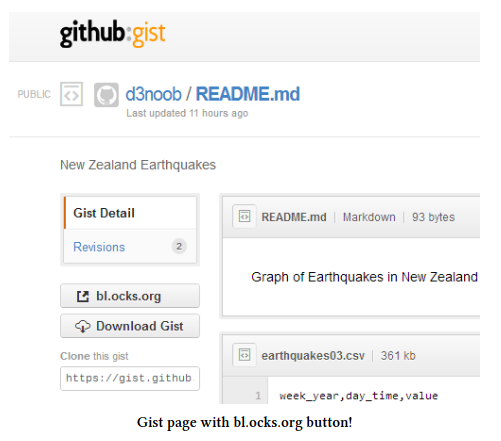 github:gist
PUBLIC d3noob / README.md
Last updated 11 hours ago
New Zealand Earthquakes
Gist Detail
Revisions 2
bl.ocks.org
Download Gist
Clone this gist
https://gist.github
README.md | Markdown | 93 bytes
Graph of Earthquakes in New Zealand
earthquakes03.csv | 361 kb
1 week_year,day_time,value
Gist page with bl.ocks.org button!